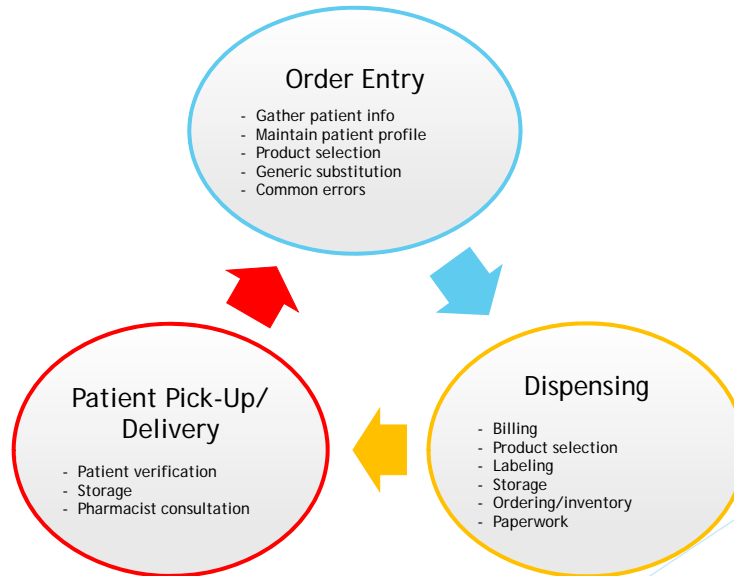 Order Entry
- Gather patient info
- Maintain patient profile
- Product selection
- Generic substitution
- Common errors
Dispensing
- Billing
- Product selection
- Labeling
- Storage
- Ordering/inventory
- Paperwork
Patient Pick-Up/
Delivery
- Patient verification
- Storage
- Pharmacist consultation